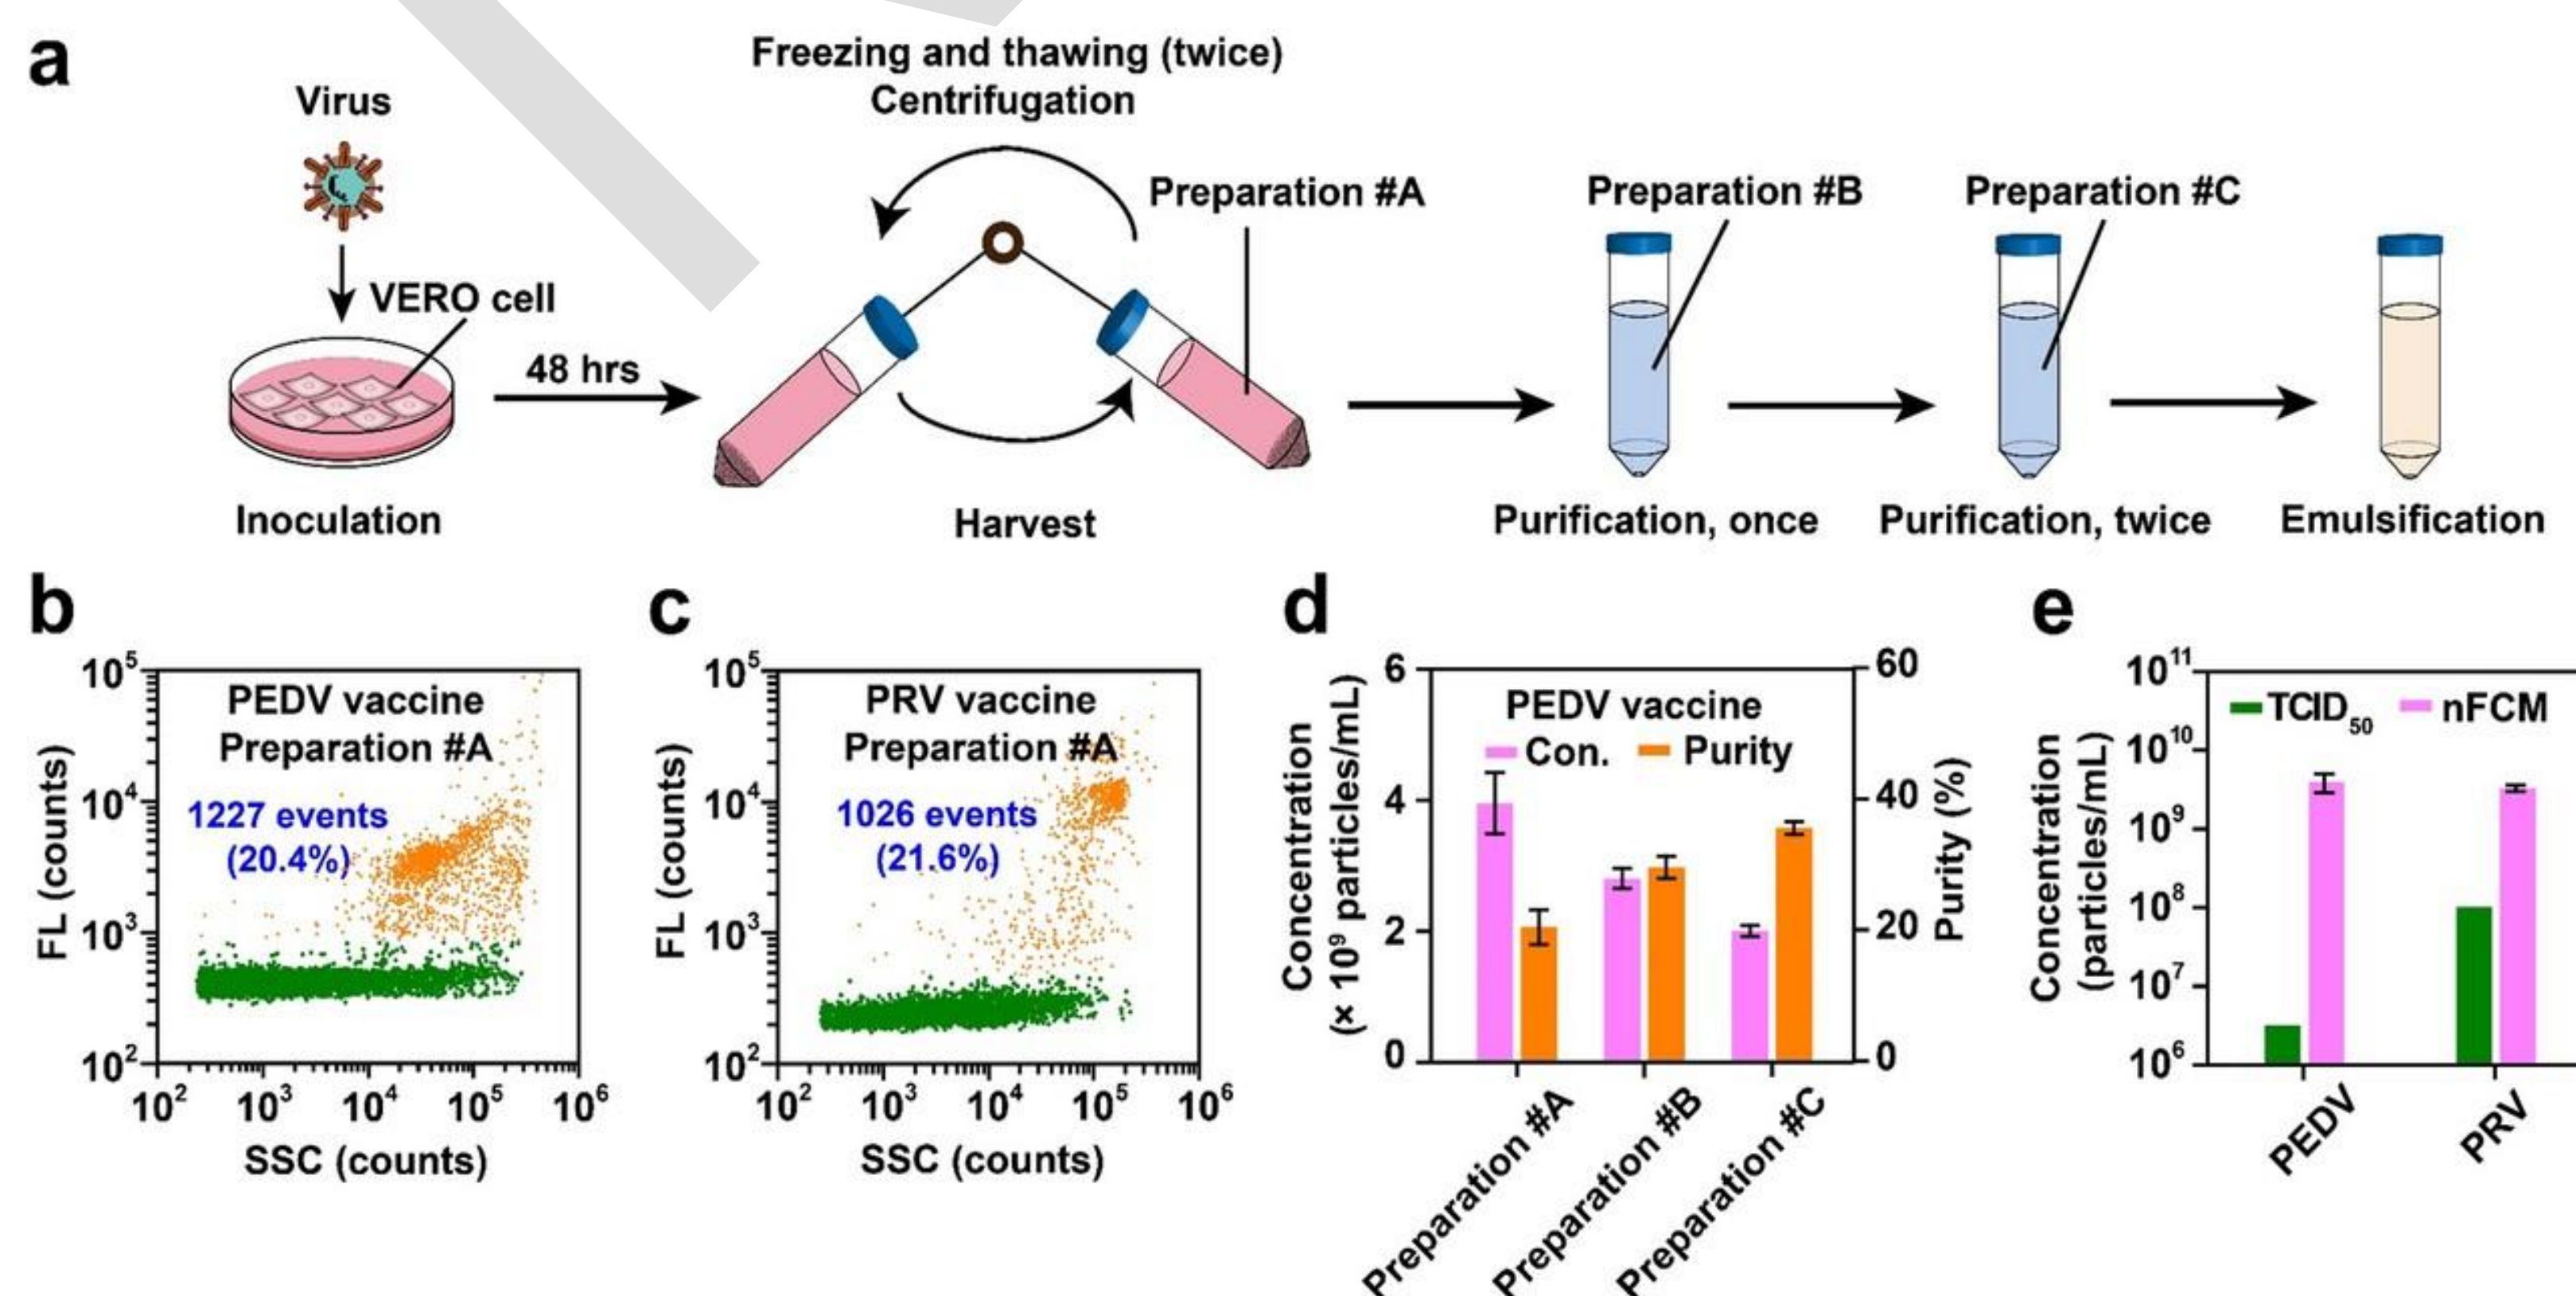 a
Freezing and thawing (twice)
Centrifugation
Virus
VERO cell
48 hrs
Preparation #A
Preparation #B
Preparation #C
Inoculation
Harvest
Purification, once
Purification, twice
Emulsification
b
PEDV vaccine
Preparation #A
1227 events
(20.4%)
FL (counts)
10⁵
10⁴
10³
10²
10² 10³ 10⁴ 10⁵ 10⁶
SSC (counts)
c
PRV vaccine
Preparation #A
1026 events
(21.6%)
FL (counts)
10⁵
10⁴
10³
10²
10² 10³ 10⁴ 10⁵ 10⁶
SSC (counts)
d
PEDV vaccine
Con. Purity
Concentration
(× 10⁹ particles/mL)
6
4
2
0
60
40
20
0
Purity (%)
Preparation #A
Preparation #B
Preparation #C
e
TCID₅₀ nFCM
Concentration
(particles/mL)
10¹¹
10¹⁰
10⁹
10⁸
10⁷
10⁶
PEDV
PRV